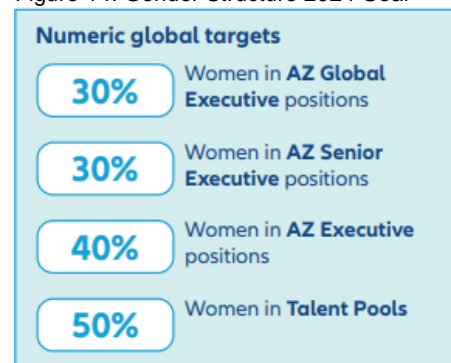 Numeric global targets
30%
Women in AZ Global
Executive positions
30%
Women in AZ Senior
Executive positions
40%
Women in AZ Executive
positions
50%
Women in Talent Pools